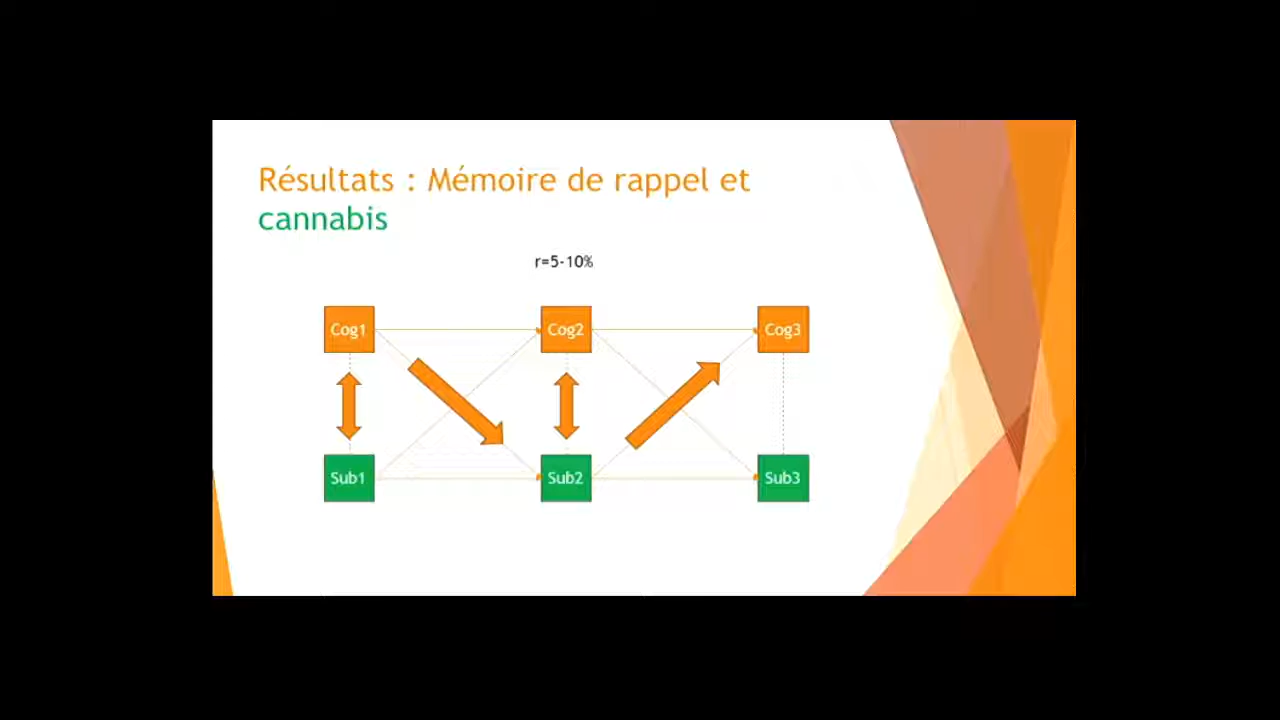 Résultats : Mémoire de rappel et
cannabis
r=5-10%
Cog1 Cog2 Cog3
Sub1 Sub2 Sub3